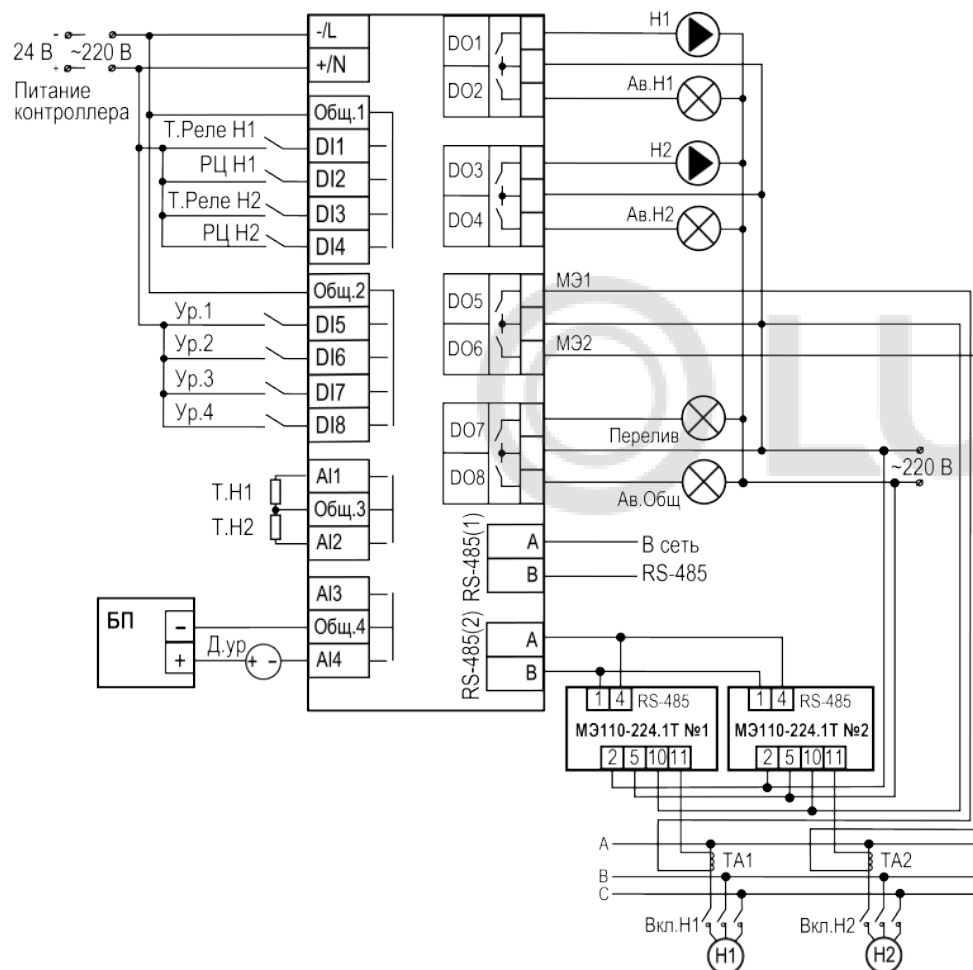 24 В
~220 В
Питание
контроллера
-/L
+/N
Общ.1
DI1
DI2
DI3
DI4
Т.Реле Н1
РЦ Н1
Т.Реле Н2
РЦ Н2
Общ.2
DI5
DI6
DI7
DI8
Ур.1
Ур.2
Ур.3
Ур.4
AI1
Общ.3
AI2
Т.Н1
Т.Н2
AI3
Общ.4
AI4
БП
−
+
Д.ур
+ -
DO1
DO2
DO3
DO4
DO5
DO6
DO7
DO8
Н1
Ав.Н1
Н2
Ав.Н2
МЭ1
МЭ2
Перелив
Ав.Общ
~220 В
RS-485(1)
A
B
В сеть
RS-485
RS-485(2)
A
B
1 4 RS-485
МЭ110-224.1Т №1
2 5 10 11
1 4 RS-485
МЭ110-224.1Т №2
2 5 10 11
A
B
C
ТА1
ТА2
Вкл.Н1
Н1
Вкл.Н2
Н2
LU